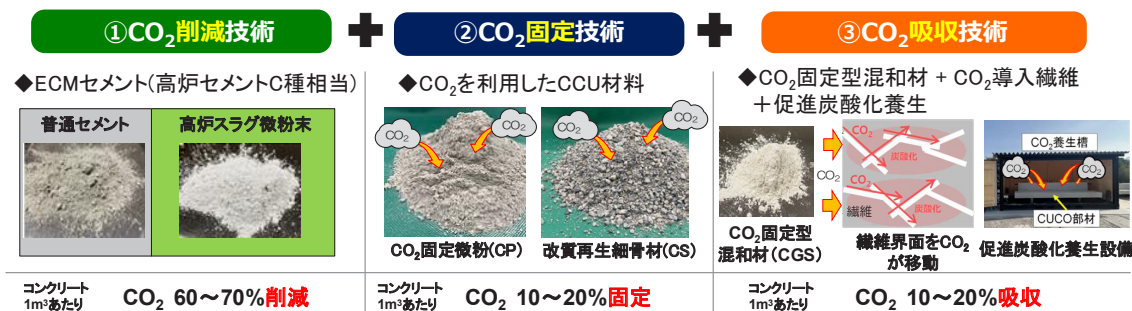 ①CO₂削減技術
＋
②CO₂固定技術
＋
③CO₂吸収技術
◆ECMセメント(高炉セメントC種相当)
普通セメント
高炉スラグ微粉末
◆CO₂を利用したCCU材料
CO₂
CO₂
CO₂
CO₂
CO₂固定微粉(CP)
改質再生細骨材(CS)
◆CO₂固定型混和材 + CO₂導入繊維
＋促進炭酸化養生
CO₂
炭酸化
CO₂
CO₂
炭酸化
繊維
CO₂養生槽
CO₂
CO₂
CUCO部材
CO₂固定型
混和材(CGS)
繊維界面をCO₂
が移動
促進炭酸化養生設備
コンクリート
1m³あたり
CO₂ 60～70%削減
コンクリート
1m³あたり
CO₂ 10～20%固定
コンクリート
1m³あたり
CO₂ 10～20%吸収